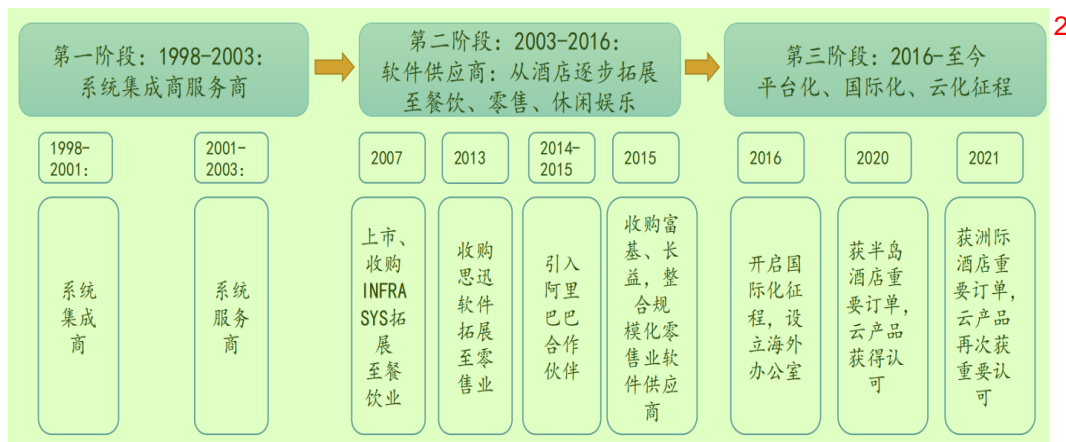 第一阶段：1998-2003：
系统集成商服务商
第二阶段：2003-2016：
软件供应商：从酒店逐步拓展
至餐饮、零售、休闲娱乐
第三阶段：2016-至今
平台化、国际化、云化征程
2
1998-
2001：
2001-
2003：
2007
2013
2014-
2015
2015
2016
2020
2021
系统
集成
商
系统
服务
商
上市、
收购
INFRA
SYS拓
展
至餐
饮业
收购
思迅
软件
拓展
至零
售业
引入
阿里
巴巴
合作
伙伴
收购富
基、长
益，整
合规
模化零
售业软
件供应
商
开启国
际化征
程，设
立海外
办公室
获半岛
酒店重
要订单，
云产品
获得认
可
获洲际
酒店重
要订单，
云产品
再次获
重要认
可